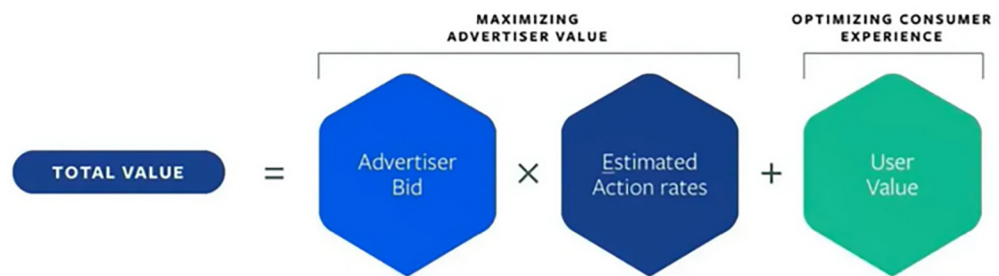 MAXIMIZING
ADVERTISER VALUE
OPTIMIZING CONSUMER
EXPERIENCE
TOTAL VALUE
=
Advertiser
Bid
×
Estimated
Action rates
+
User
Value